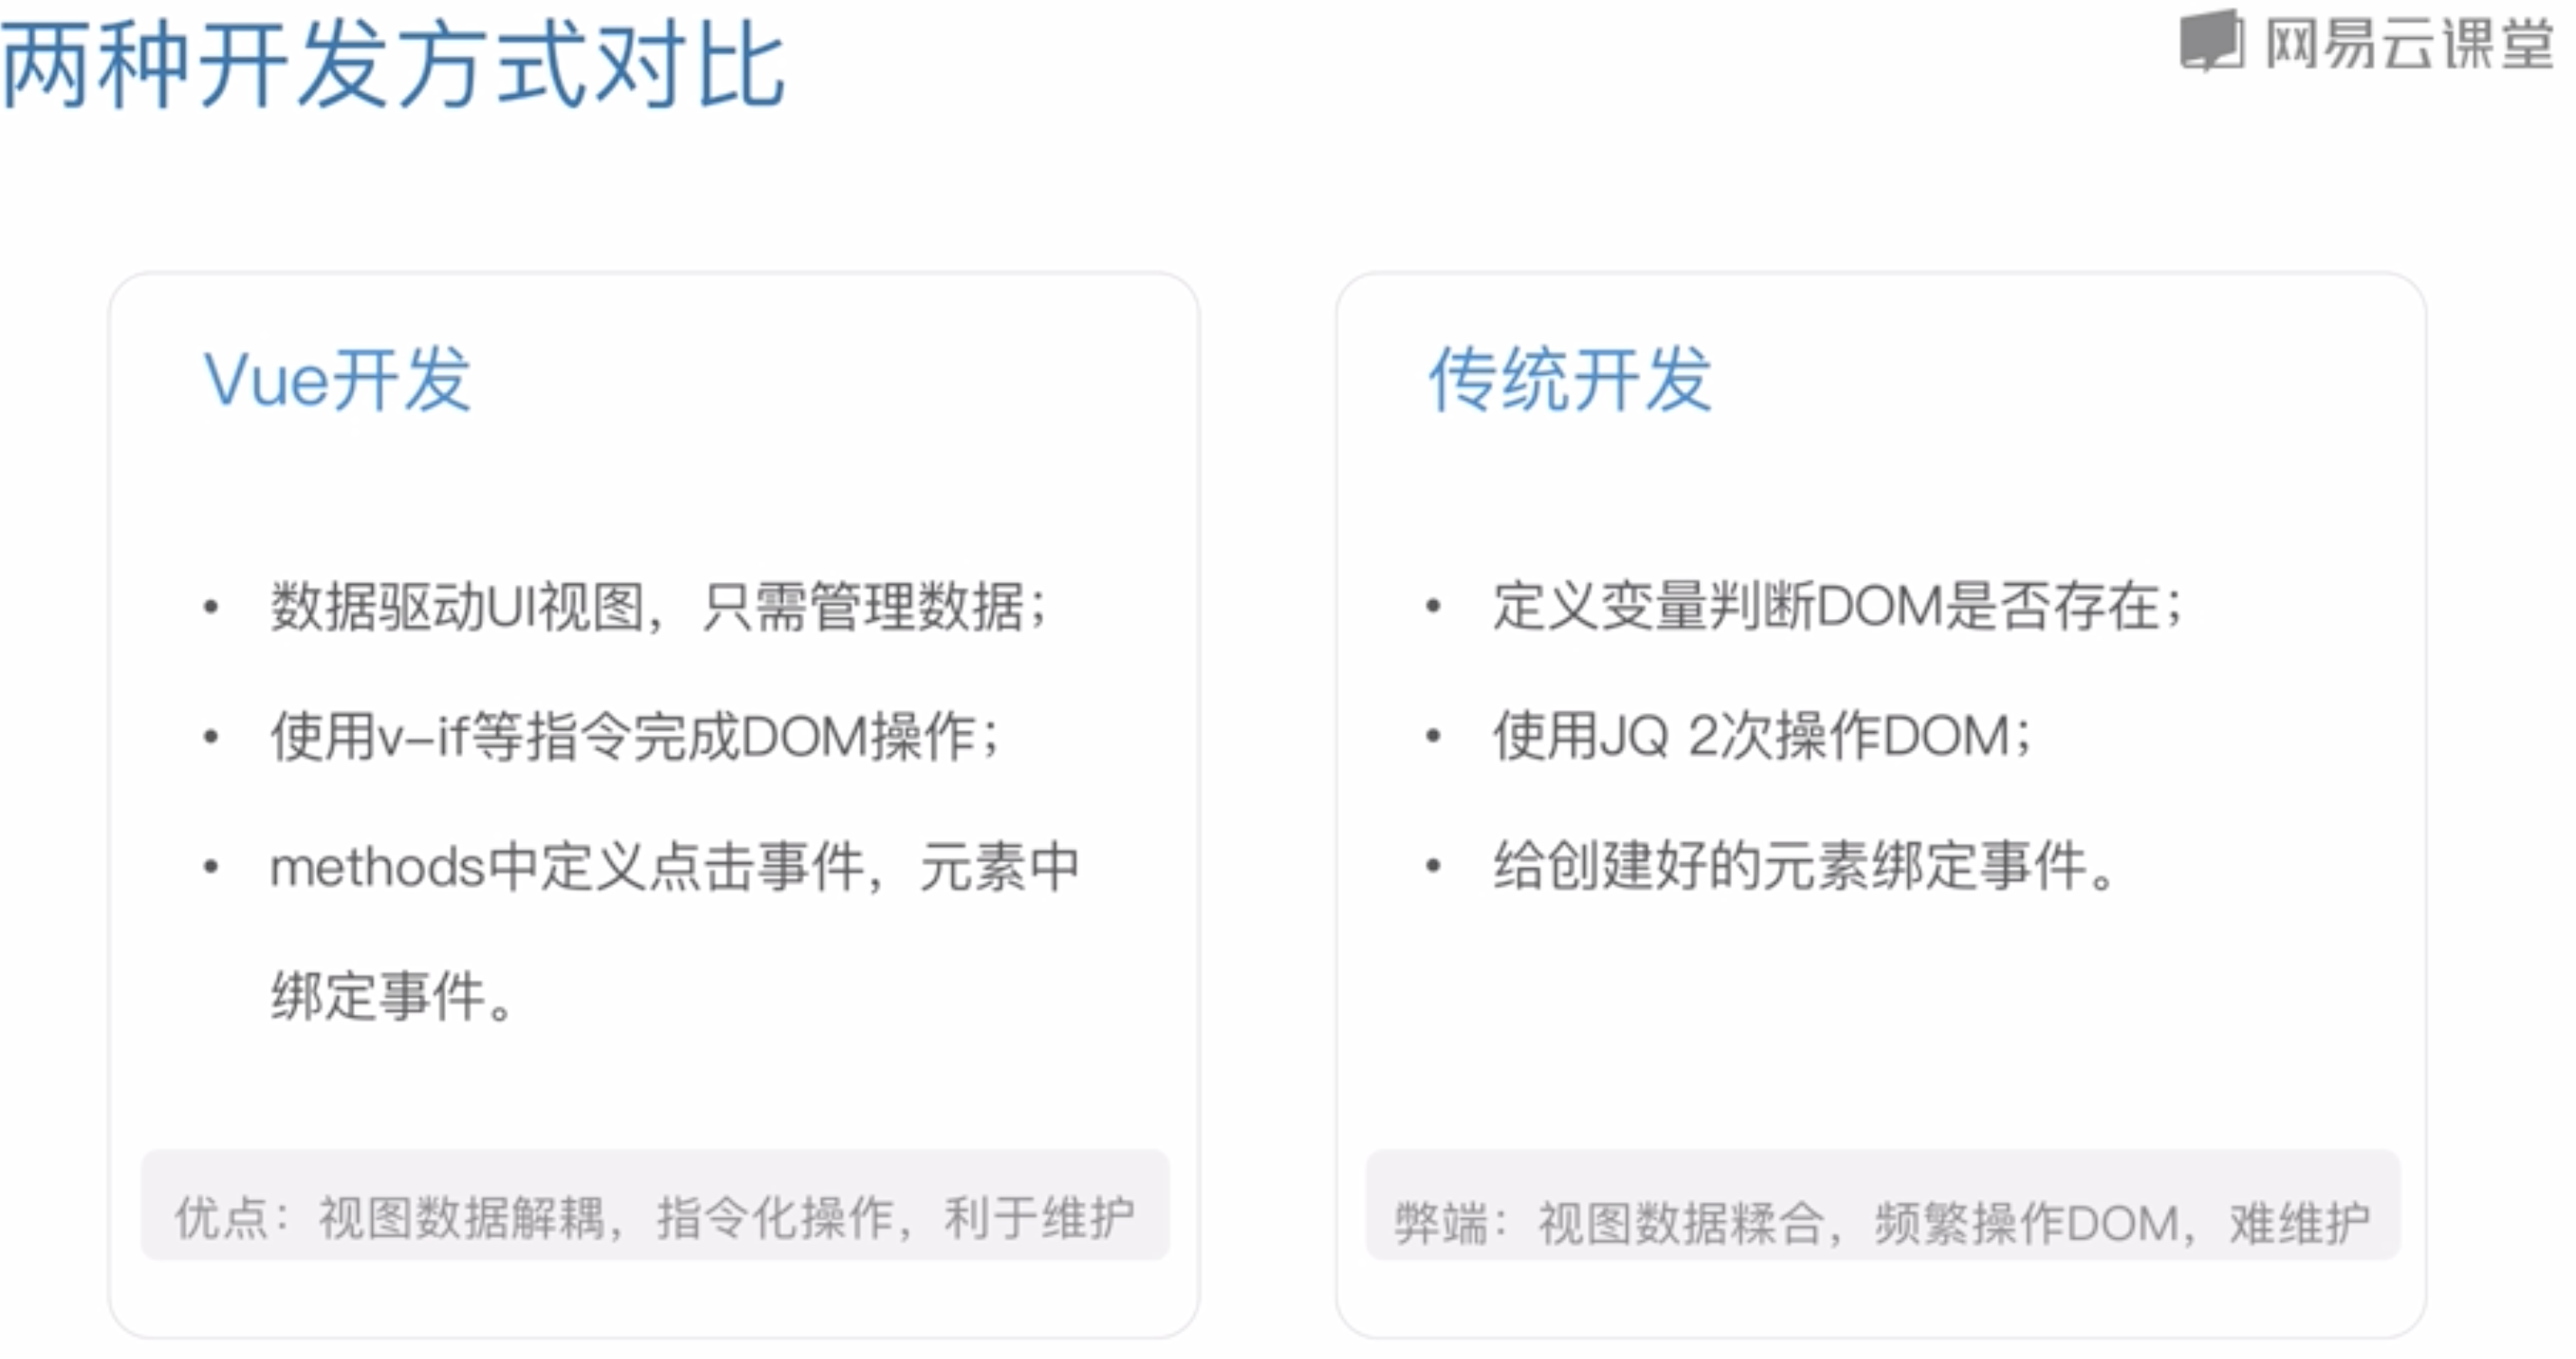 两种开发方式对比
网易云课堂
Vue开发
• 数据驱动UI视图，只需管理数据；
• 使用v-if等指令完成DOM操作；
• methods中定义点击事件，元素中
绑定事件。
优点：视图数据解耦，指令化操作，利于维护
传统开发
• 定义变量判断DOM是否存在；
• 使用JQ 2次操作DOM；
• 给创建好的元素绑定事件。
弊端：视图数据糅合，频繁操作DOM，难维护